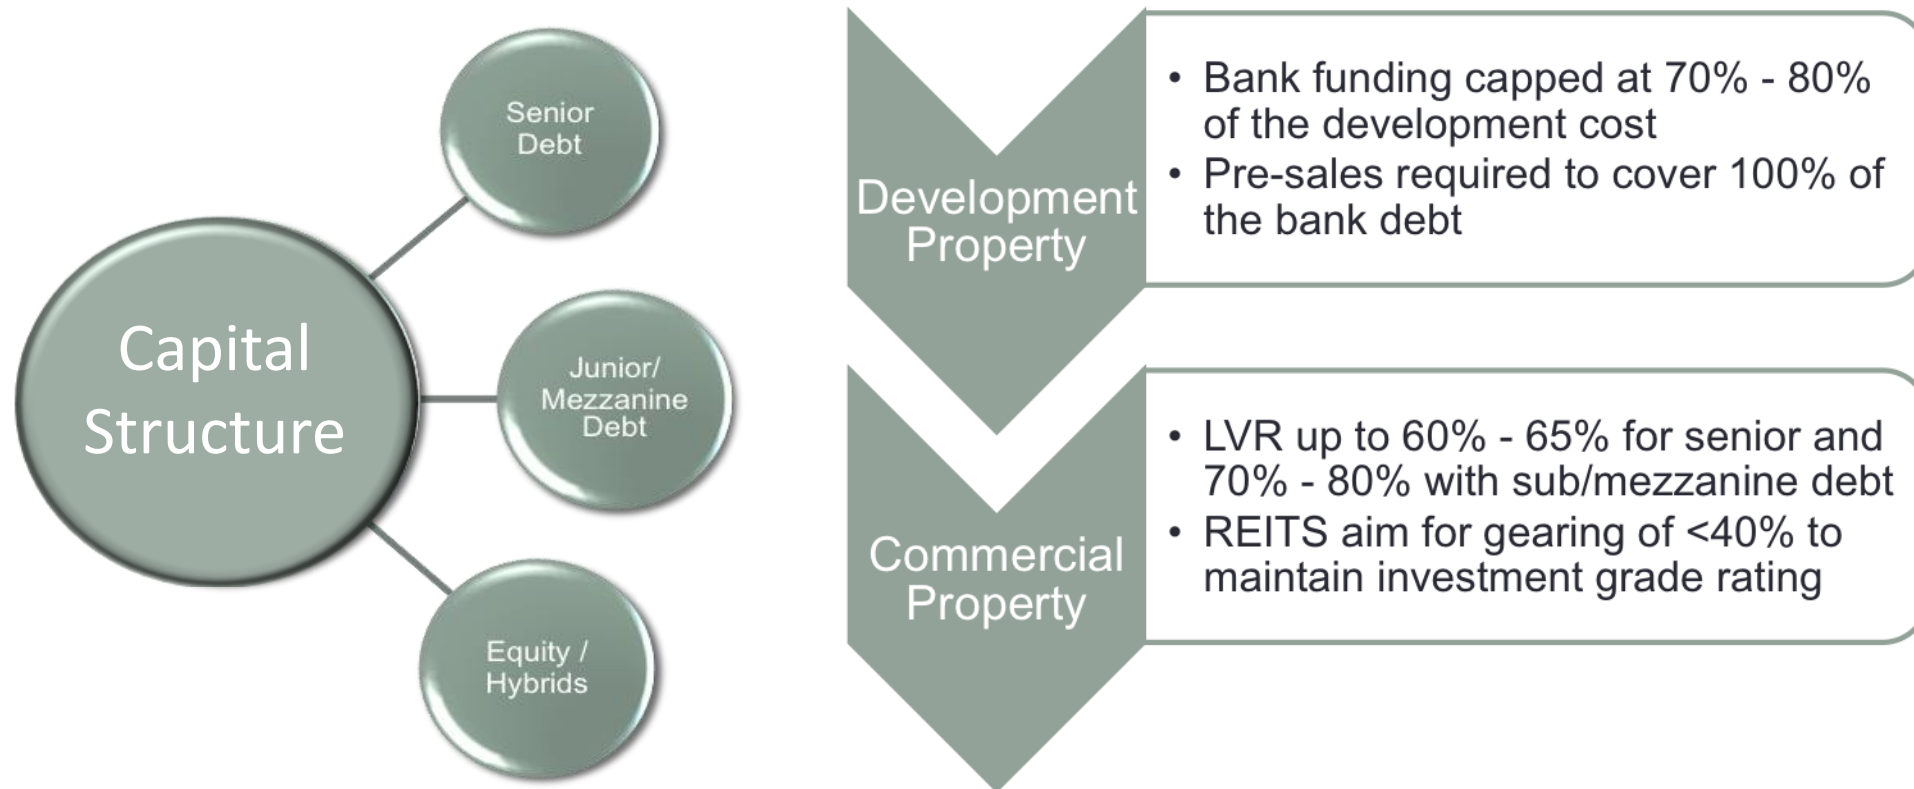 Capital
Structure
Senior
Debt
Junior/
Mezzanine
Debt
Equity /
Hybrids
Development
Property
• Bank funding capped at 70% - 80%
of the development cost
• Pre-sales required to cover 100% of
the bank debt
Commercial
Property
• LVR up to 60% - 65% for senior and
70% - 80% with sub/mezzanine debt
• REITS aim for gearing of <40% to
maintain investment grade rating